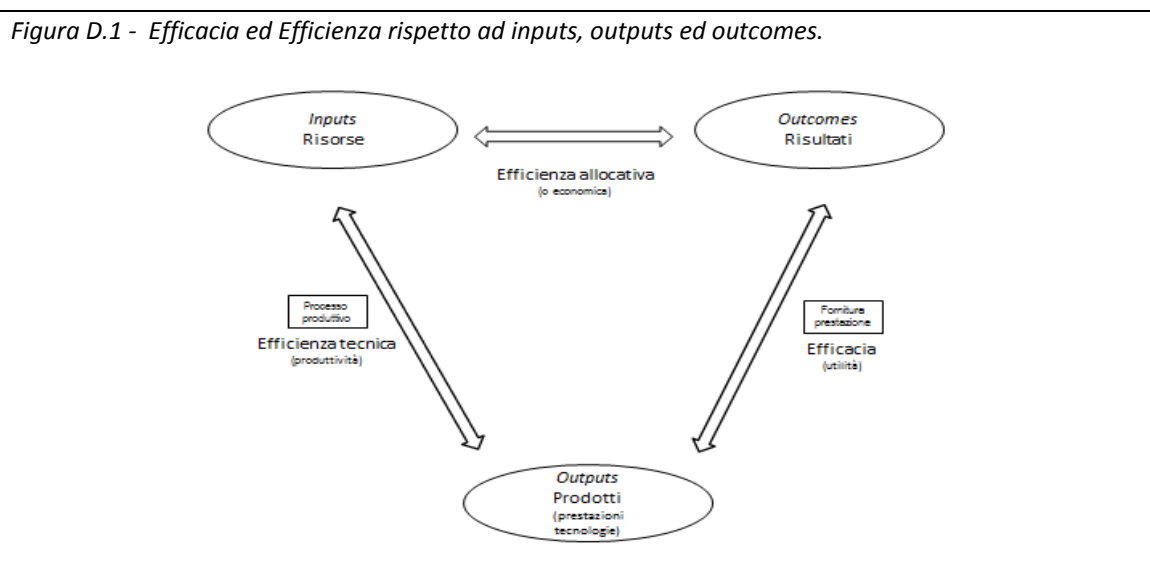 Figura D.1 - Efficacia ed Efficienza rispetto ad inputs, outputs ed outcomes.
Inputs
Risorse
Outcomes
Risultati
Efficienza allocativa
(o economica)
Processo
produttivo
Efficienza tecnica
(produttività)
Fornitura
prestazione
Efficacia
(utilità)
Outputs
Prodotti
(prestazioni
tecnologie)